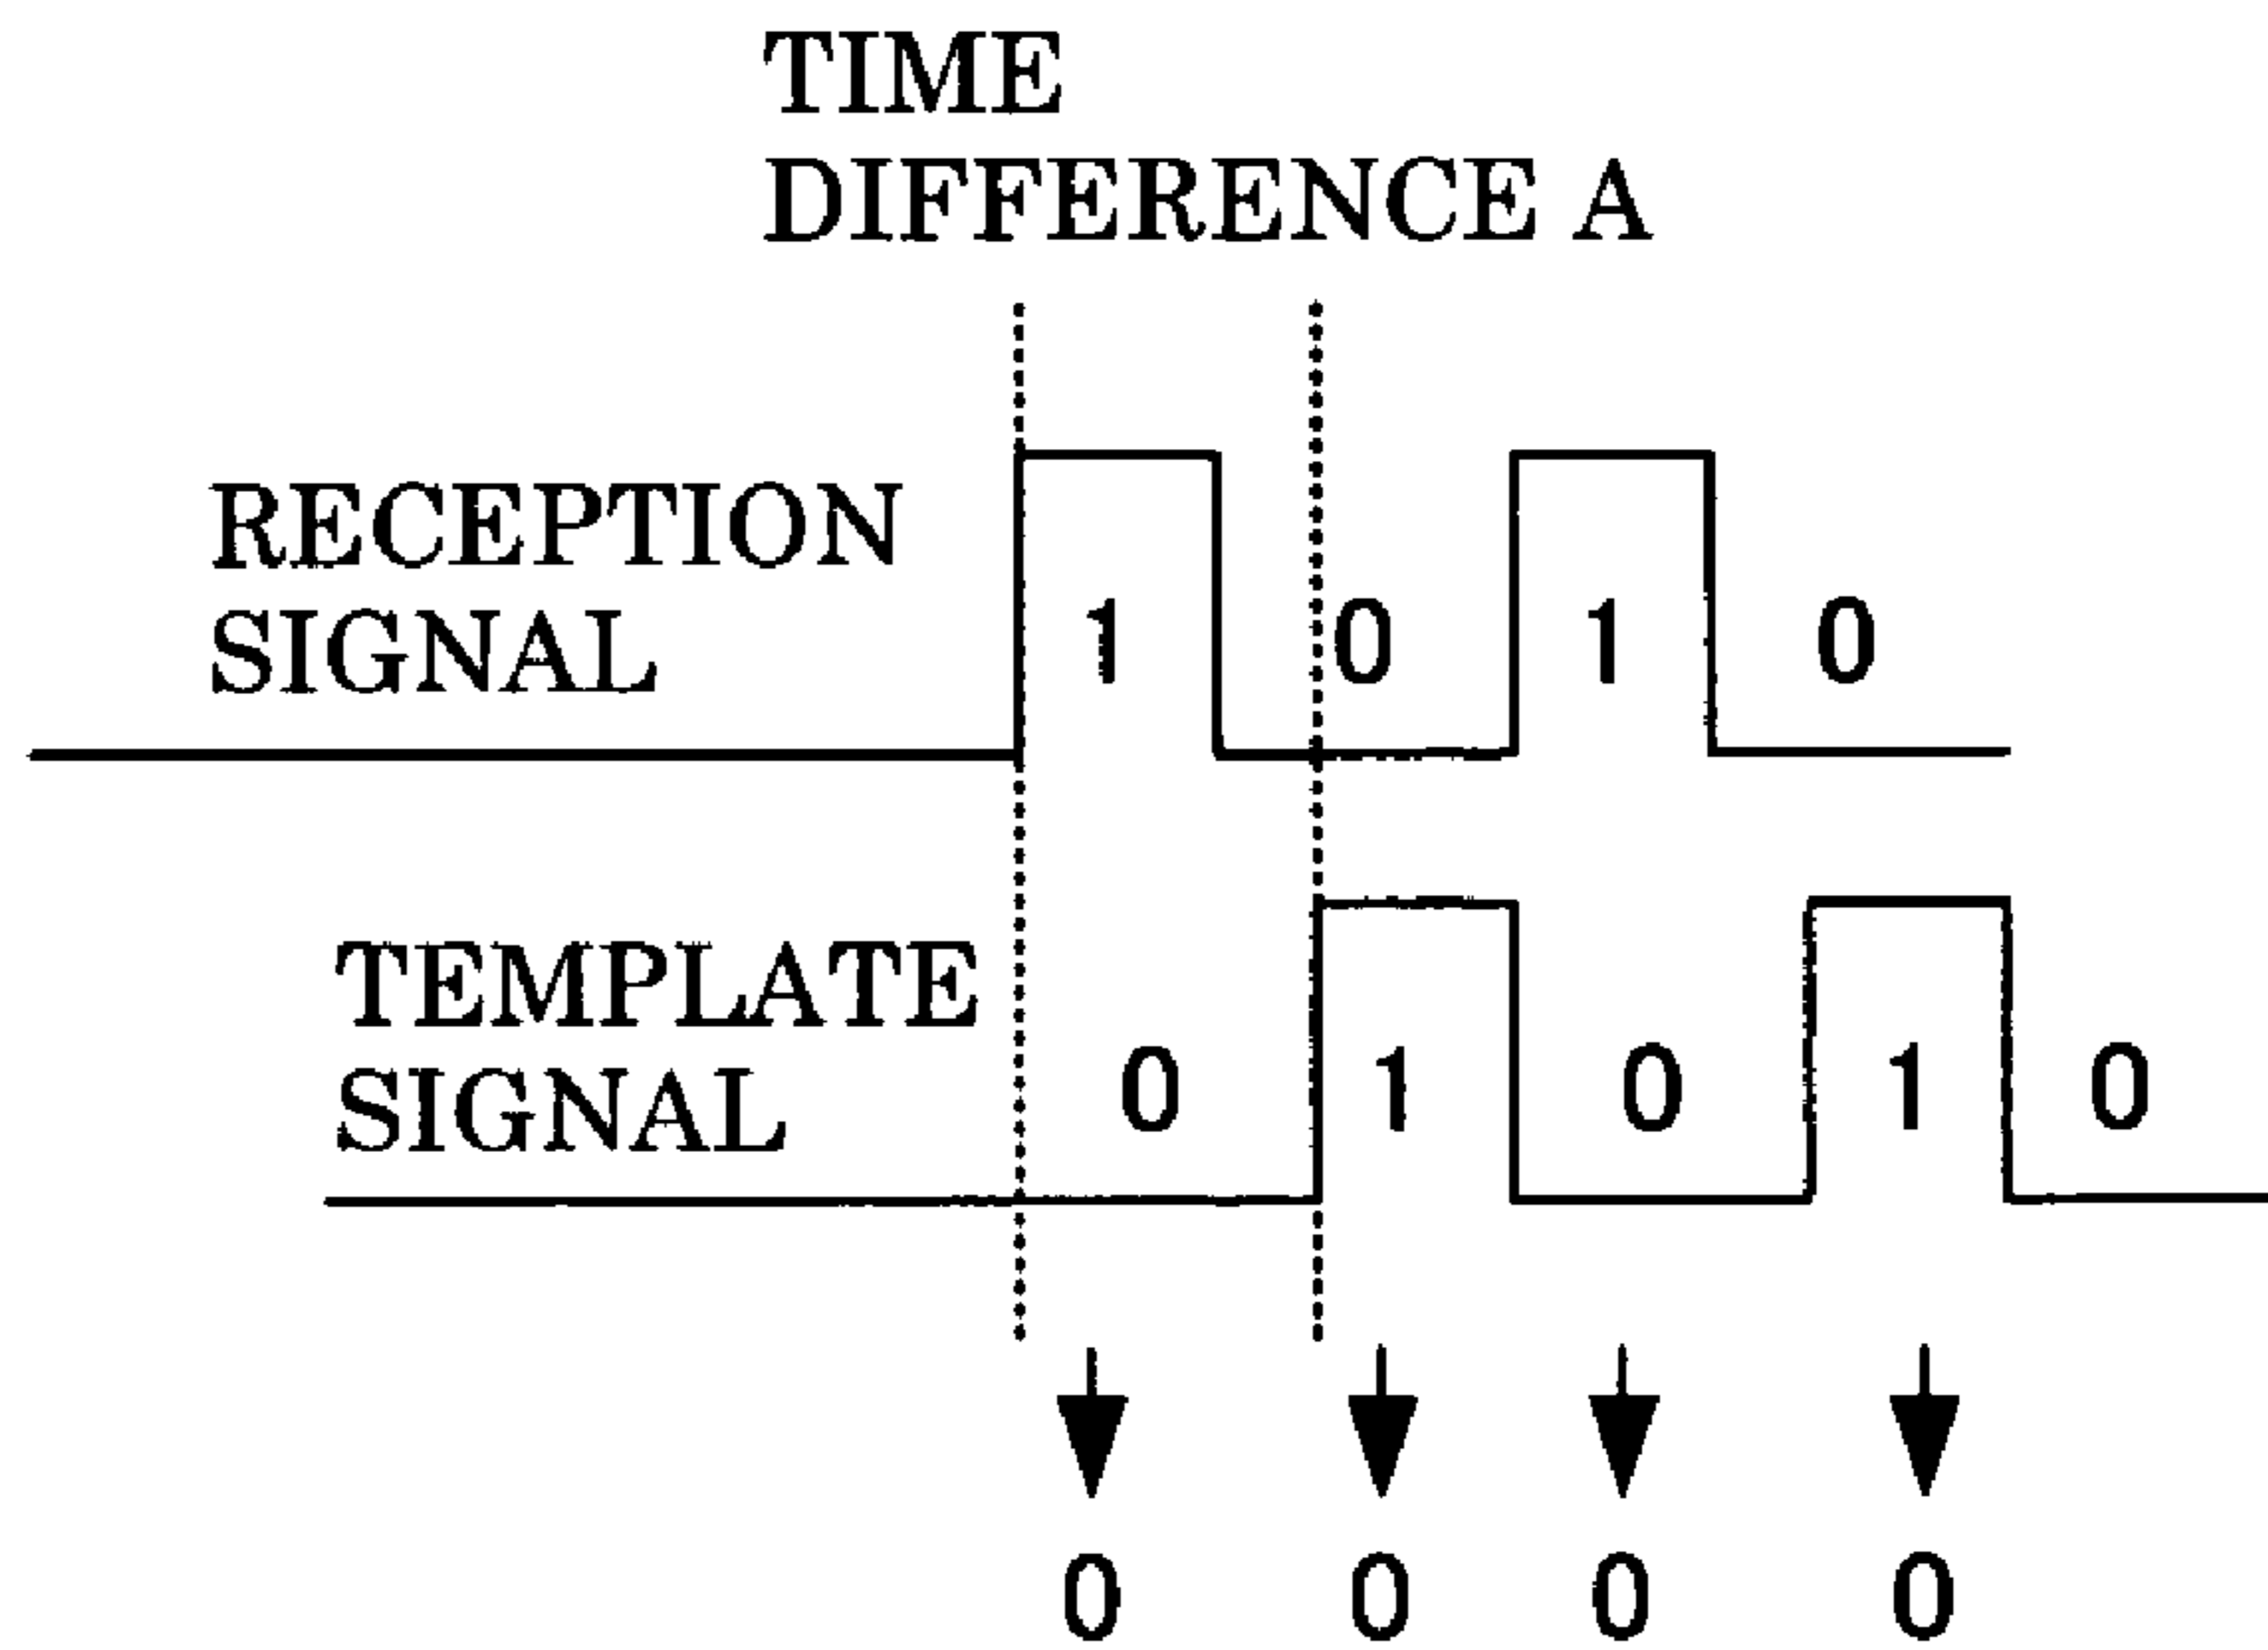 TIME
DIFFERENCE A
RECEPTION
SIGNAL
1 0 1 0
TEMPLATE
SIGNAL
0 1 0 1 0
0 0 0 0